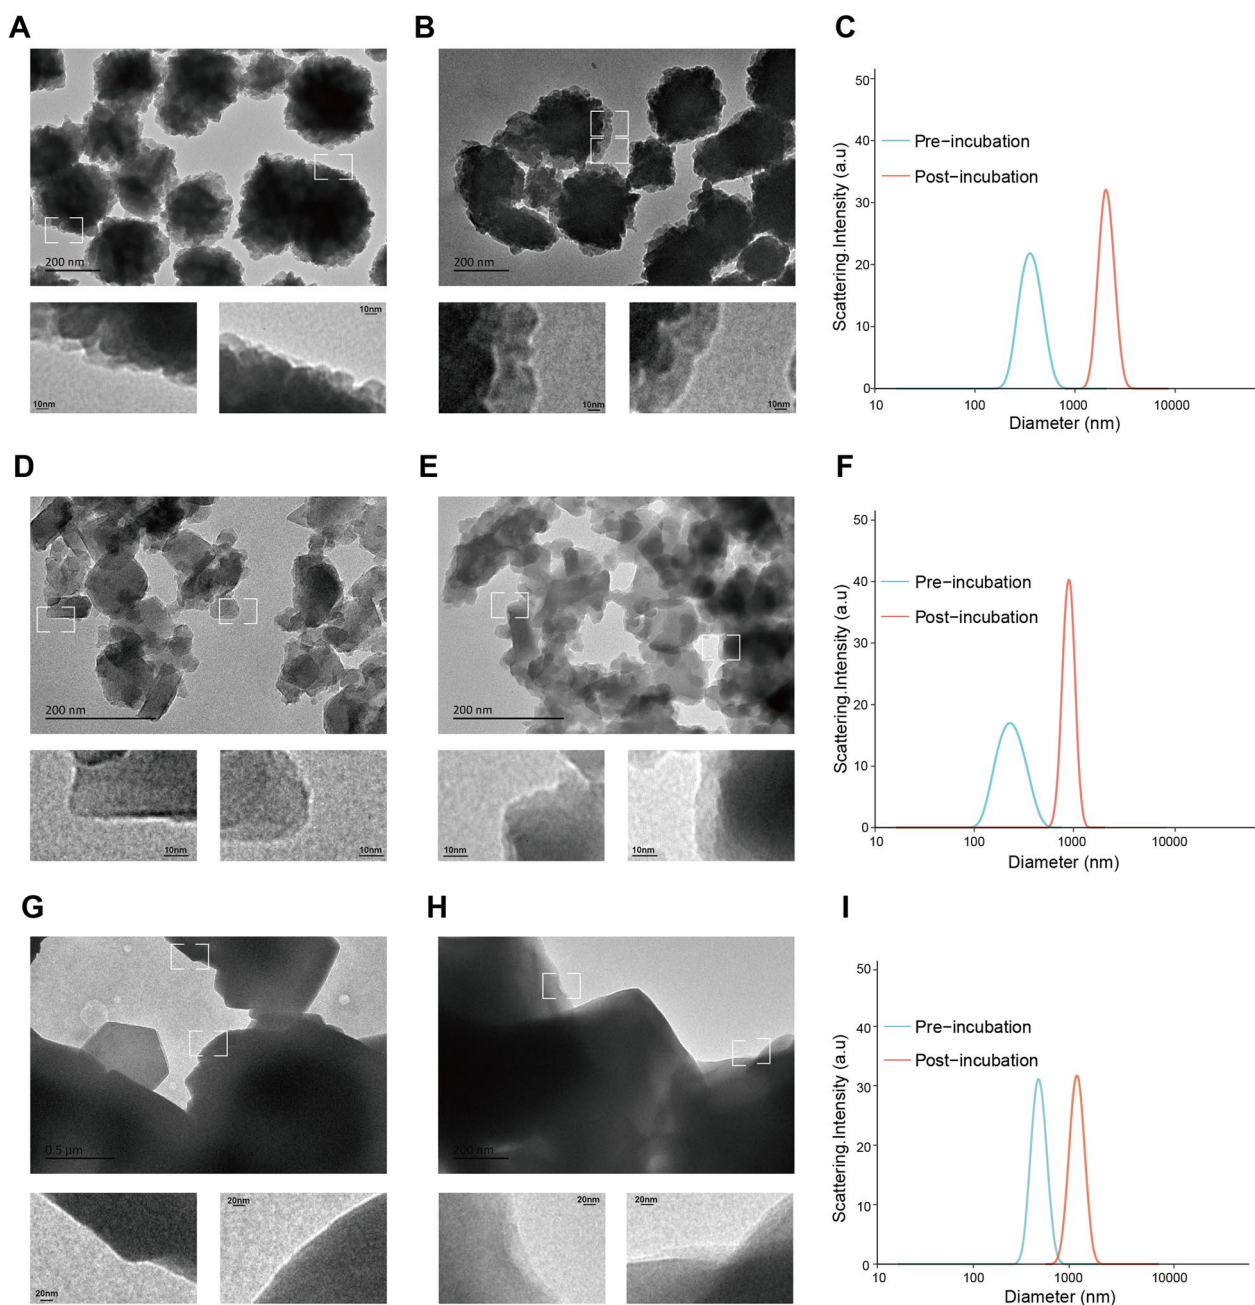 A
B
C
200 nm
200 nm
10nm
10nm
10nm
10nm
50
40
30
20
10
0
Scattering.Intensity (a.u)
Pre−incubation
Post−incubation
10
100
1000
10000
Diameter (nm)
D
E
F
200 nm
200 nm
10nm
10nm
10nm
10nm
50
40
30
20
10
0
Scattering.Intensity (a.u)
Pre−incubation
Post−incubation
10
100
1000
10000
Diameter (nm)
G
H
I
0.5 µm
200 nm
20nm
20nm
20nm
20nm
50
40
30
20
10
0
Scattering.Intensity (a.u)
Pre−incubation
Post−incubation
10
100
1000
10000
Diameter (nm)